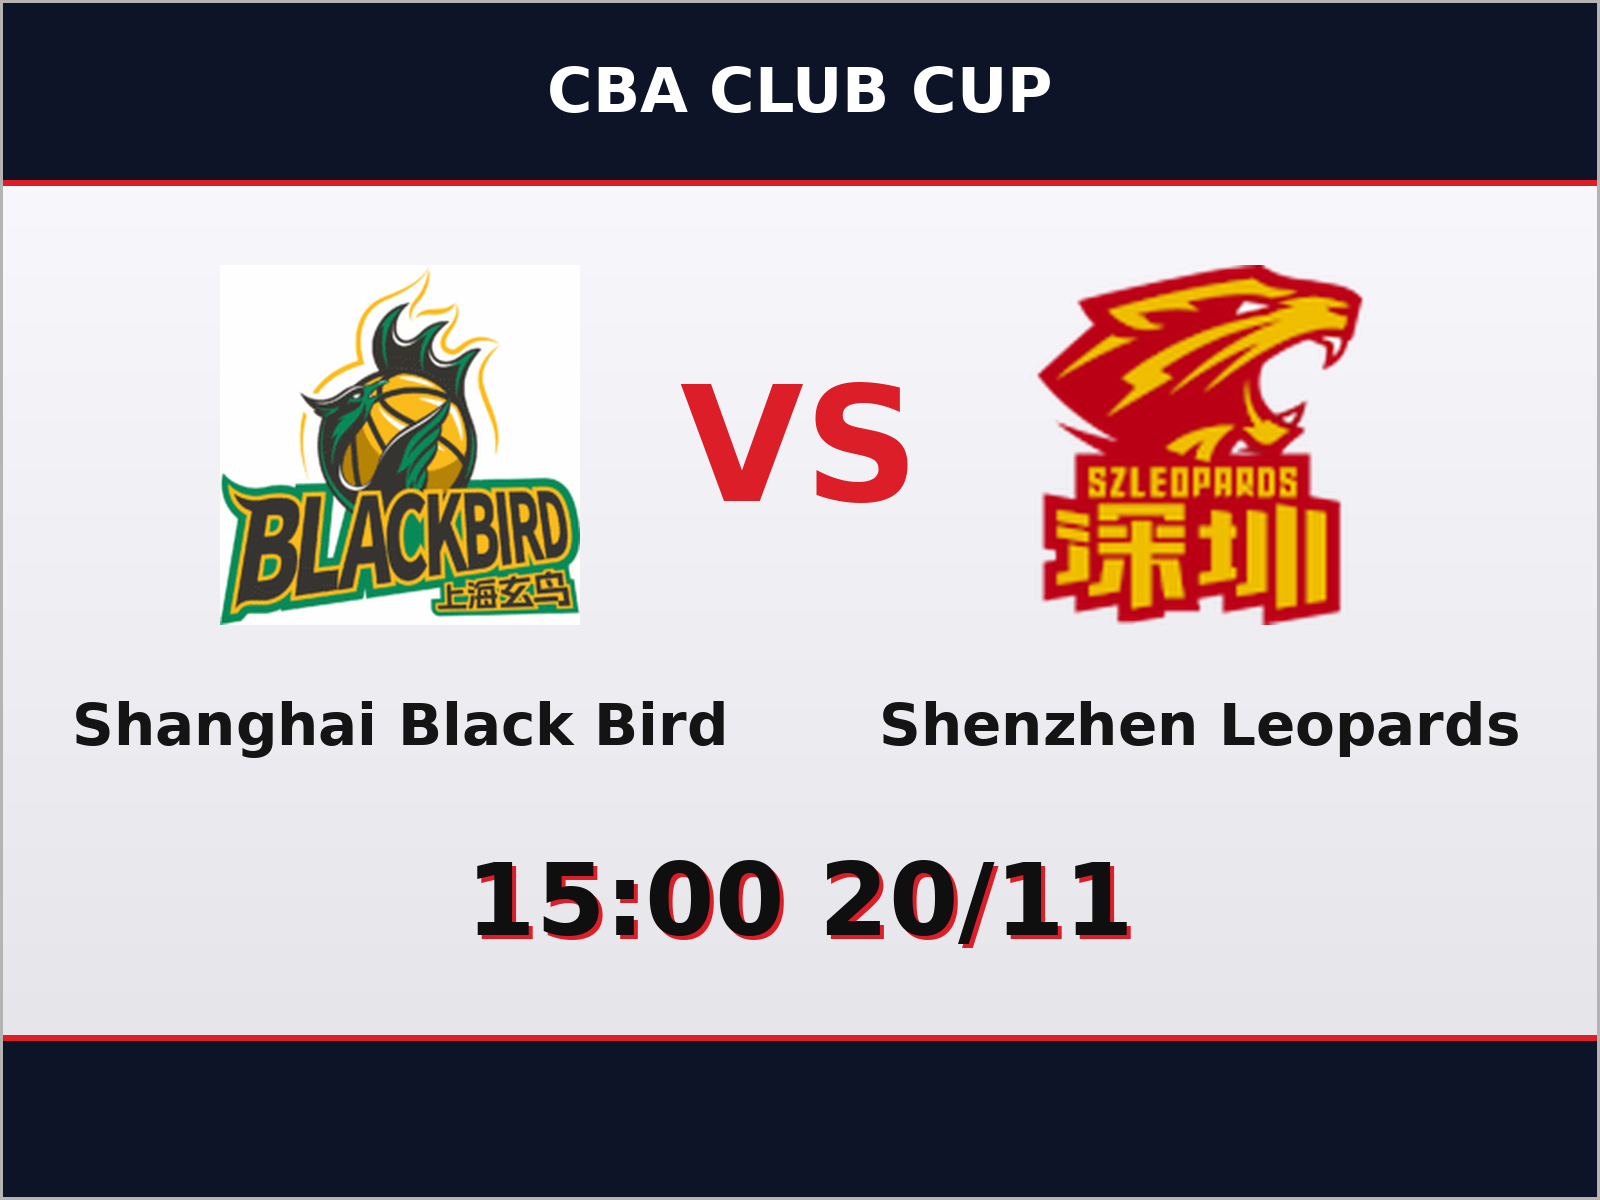 CBA CLUB CUP
BLACKBIRD
上海玄鸟
VS
SZLEOPARDS
深圳
Shanghai Black Bird
Shenzhen Leopards
15:00 20/11